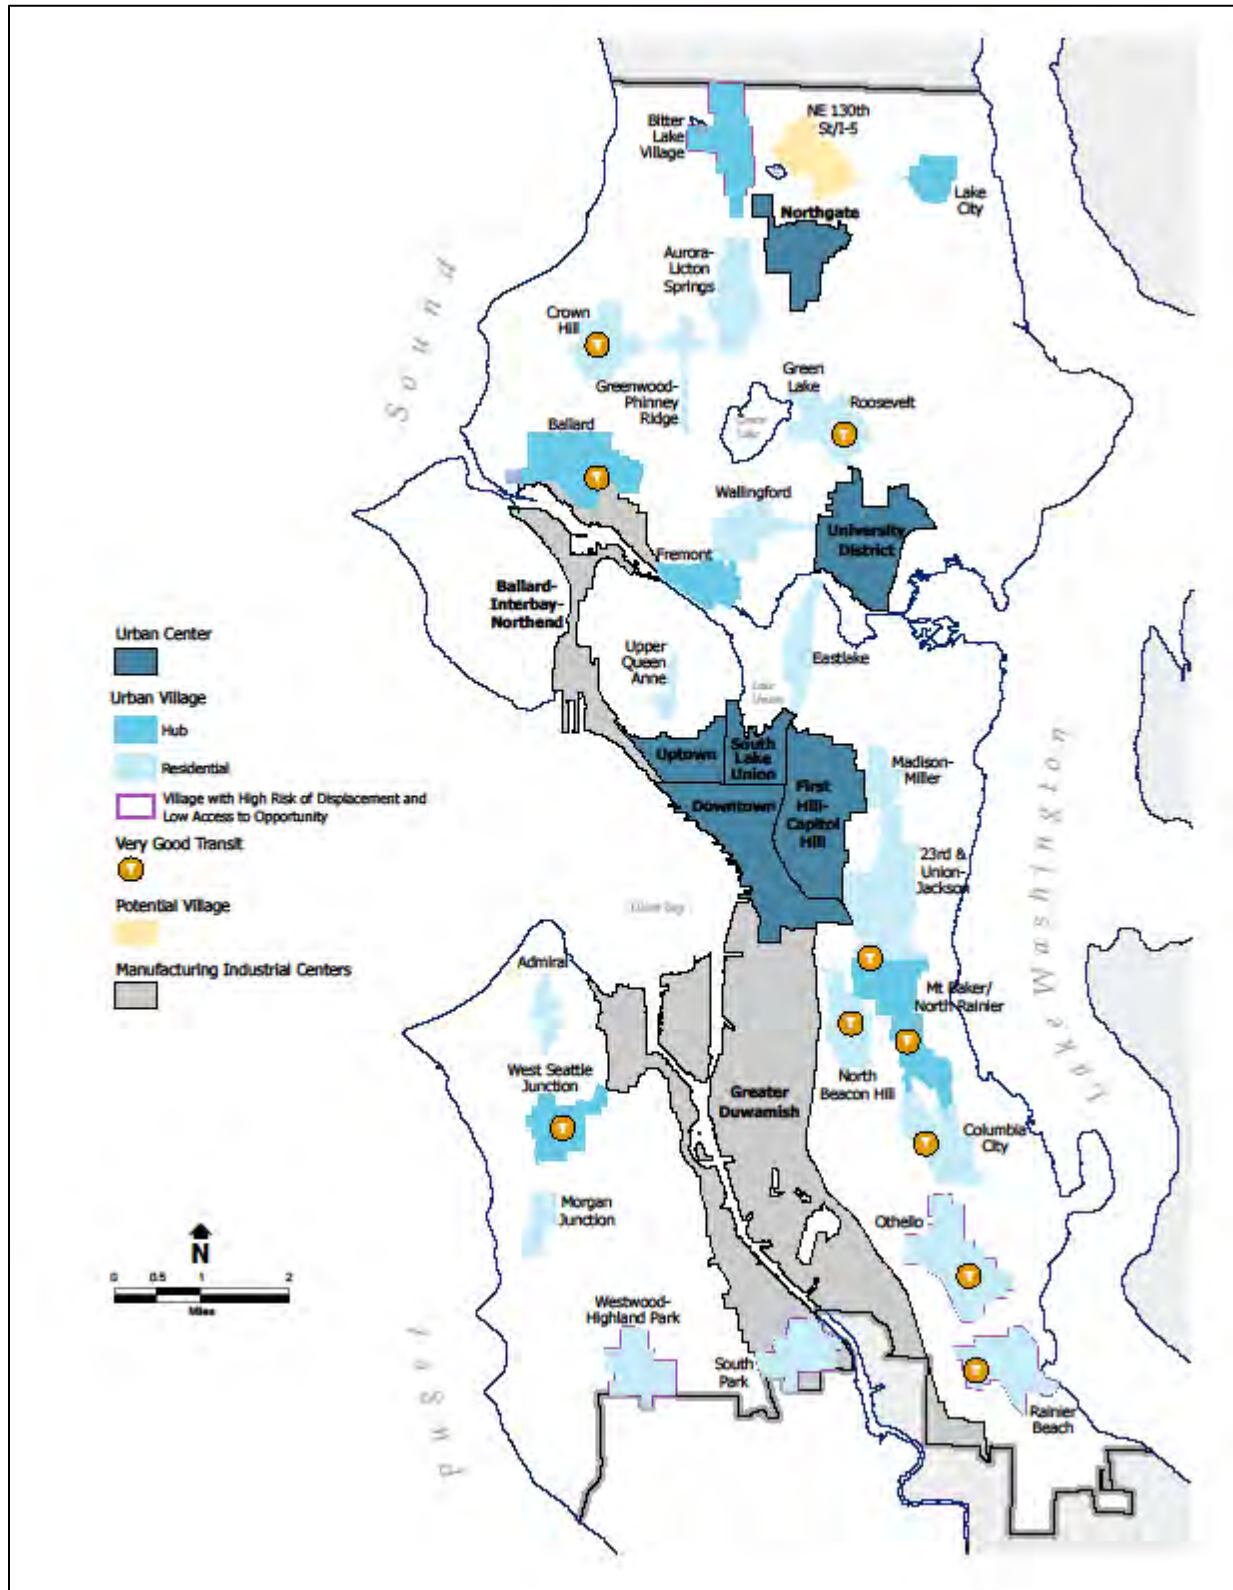 Bitter
Lake
Village
NE 130th
St/I-5
Lake
City
Northgate
Aurora-
Licton
Springs
Crown
Hill
T
Greenwood-
Phinney
Ridge
Green
Lake
Roosevelt
T
Ballard
T
Wallingford
University
District
Fremont
Ballard-
Interbay-
Northend
Upper
Queen
Anne
Eastlake
Lake
Union
Sound
Urban Center
Urban Village
Hub
Residential
Village with High Risk of Displacement and
Low Access to Opportunity
Very Good Transit
T
Potential Village
Manufacturing Industrial Centers
Uptown
South
Lake
Union
Downtown
First
Hill-
Capitol
Hill
Madison-
Miller
23rd &
Union-
Jackson
Lake Washington
Admiral
T
Mt Baker/
North Rainier
T
T
North
Beacon Hill
West Seattle
Junction
T
Greater
Duwamish
Columbia
City
T
Morgan
Junction
Othello
T
N
0 0.5 1 2
Miles
Westwood-
Highland Park
South
Park
T
Rainier
Beach
Puget